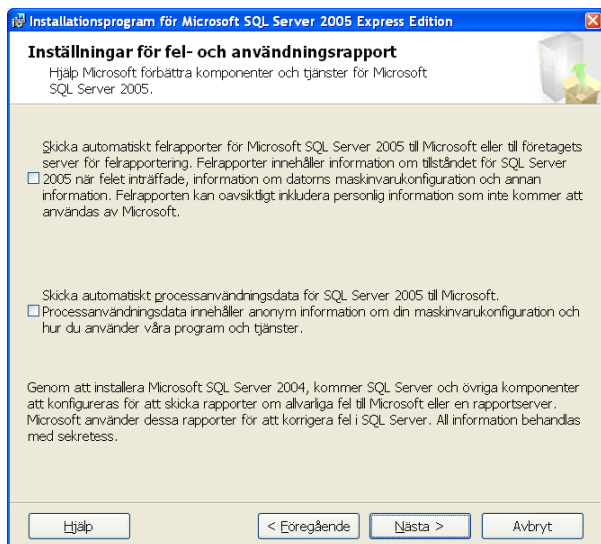 Installationsprogram för Microsoft SQL Server 2005 Express Edition
Inställningar för fel- och användningsrapport
Hjälp Microsoft förbättra komponenter och tjänster för Microsoft
SQL Server 2005.
Skicka automatiskt felrapporter för Microsoft SQL Server 2005 till Microsoft eller till företagets
server för felrapportering. Felrapporter innehåller information om tillståndet för SQL Server
2005 när felet inträffade, information om datorns maskinvarukonfiguration och annan
information. Felrapporten kan oavsiktligt inkludera personlig information som inte kommer att
användas av Microsoft.
Skicka automatiskt processanvändningsdata för SQL Server 2005 till Microsoft.
Processanvändningsdata innehåller anonym information om din maskinvarukonfiguration och
hur du använder våra program och tjänster.
Genom att installera Microsoft SQL Server 2004, kommer SQL Server och övriga komponenter
att konfigureras för att skicka rapporter om allvarliga fel till Microsoft eller en rapportserver.
Microsoft använder dessa rapporter för att korrigera fel i SQL Server. All information behandlas
med sekretess.
Hjälp
< Föregående
Nästa >
Avbryt